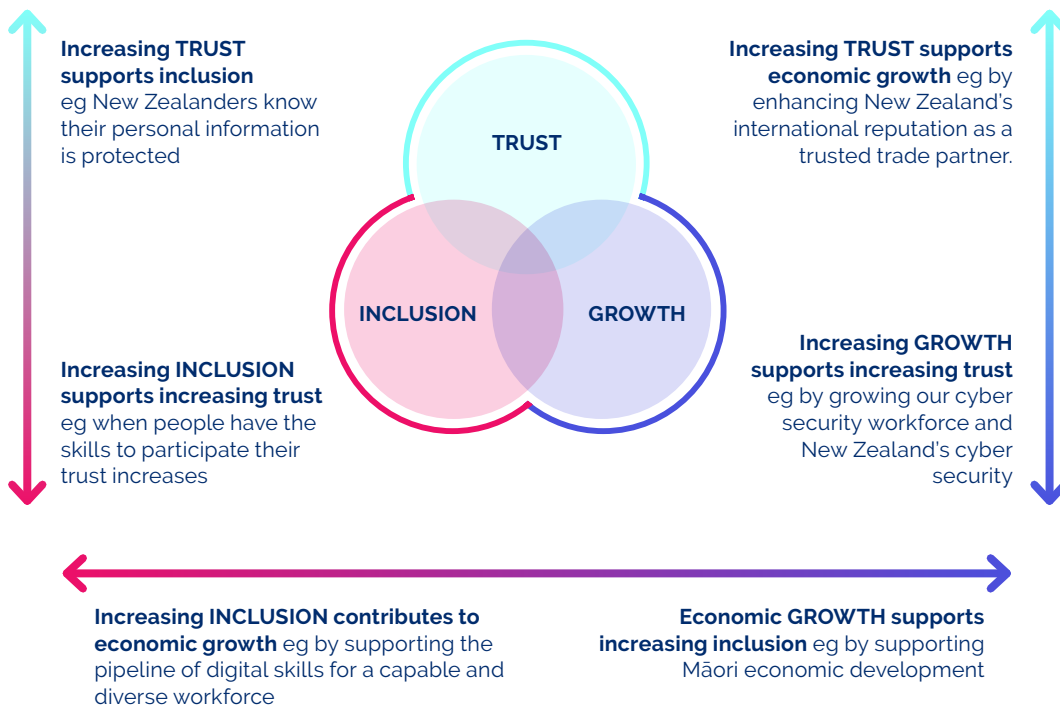 Increasing TRUST
supports inclusion
eg New Zealanders know
their personal information
is protected
Increasing TRUST supports
economic growth eg by
enhancing New Zealand's
international reputation as a
trusted trade partner.
TRUST
INCLUSION
GROWTH
Increasing INCLUSION
supports increasing trust
eg when people have the
skills to participate their
trust increases
Increasing GROWTH
supports increasing trust
eg by growing our cyber
security workforce and
New Zealand's cyber
security
Increasing INCLUSION contributes to
economic growth eg by supporting the
pipeline of digital skills for a capable and
diverse workforce
Economic GROWTH supports
increasing inclusion eg by supporting
Māori economic development